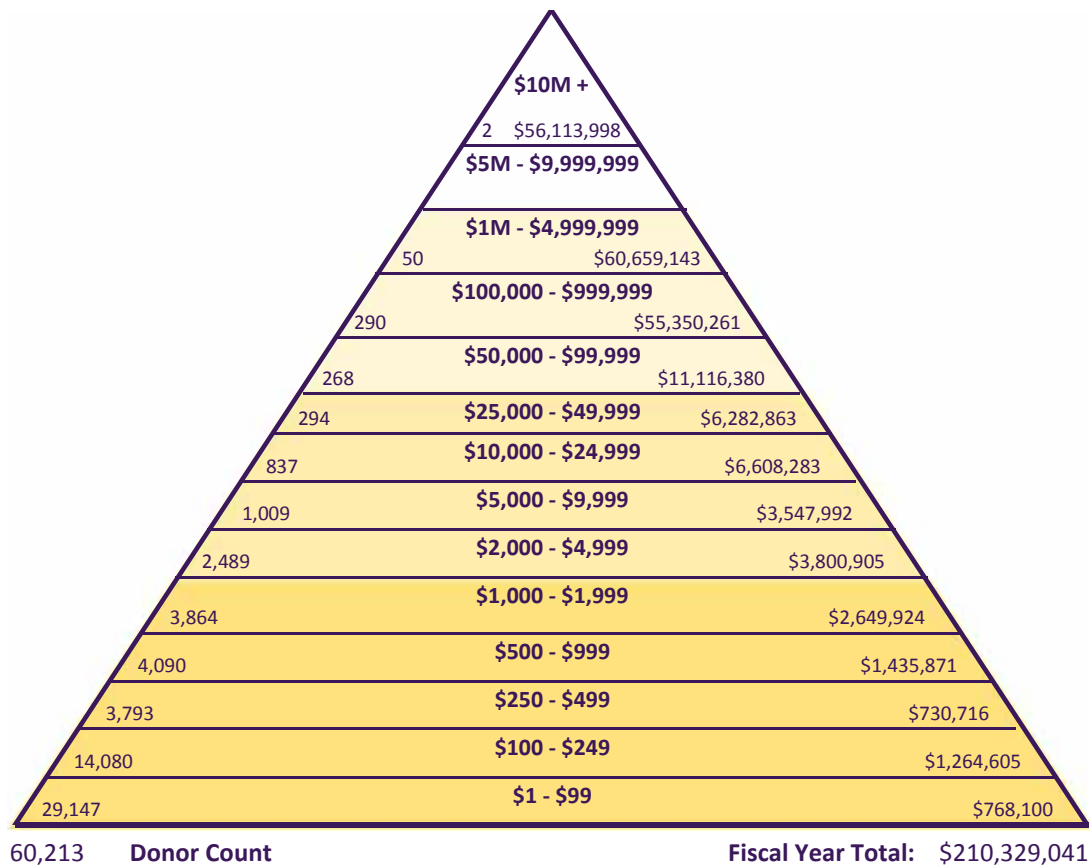 $10M +
2 $56,113,998
$5M - $9,999,999
$1M - $4,999,999
50 $60,659,143
$100,000 - $999,999
290 $55,350,261
$50,000 - $99,999
268 $11,116,380
$25,000 - $49,999
294 $6,282,863
$10,000 - $24,999
837 $6,608,283
$5,000 - $9,999
1,009 $3,547,992
$2,000 - $4,999
2,489 $3,800,905
$1,000 - $1,999
3,864 $2,649,924
$500 - $999
4,090 $1,435,871
$250 - $499
3,793 $730,716
$100 - $249
14,080 $1,264,605
$1 - $99
29,147 $768,100
60,213 Donor Count Fiscal Year Total: $210,329,041